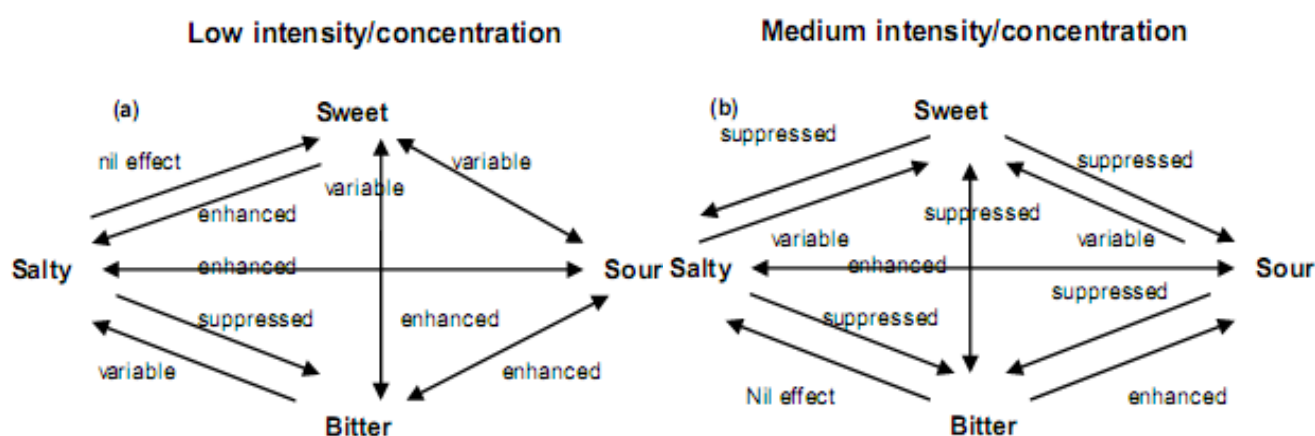 Low intensity/concentration
Medium intensity/concentration
(a)
Sweet
nil effect
variable
variable
enhanced
Salty
enhanced
Sour
suppressed
enhanced
variable
enhanced
Bitter
(b)
Sweet
suppressed
suppressed
suppressed
variable
variable
Salty
enhanced
Sour
suppressed
suppressed
Nil effect
enhanced
Bitter